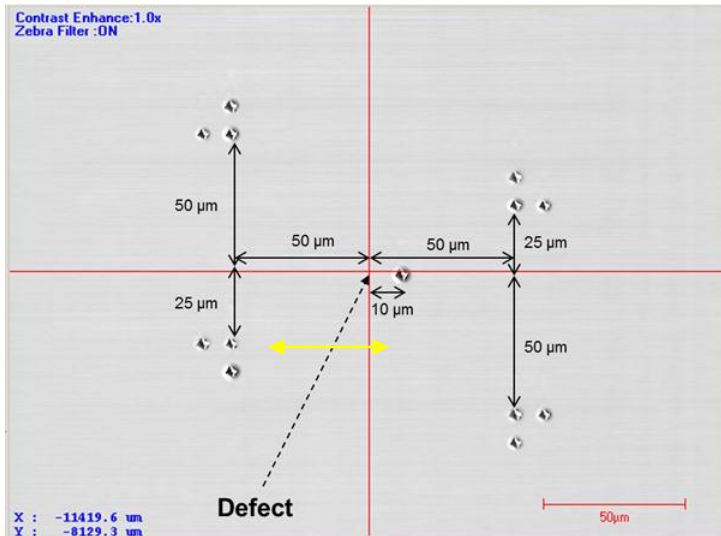 Contrast Enhance:1.0x
Zebra Filter :ON
50 µm
50 µm
50 µm
25 µm
25 µm
10 µm
50 µm
Defect
50µm
X : -11419.6 um
Y : -8129.3 um